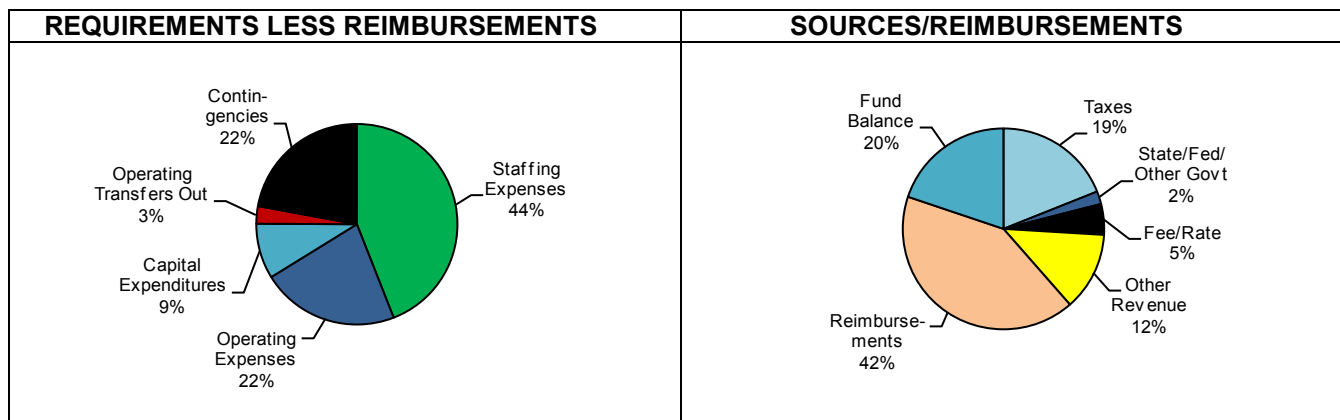 REQUIREMENTS LESS REIMBURSEMENTS
Contin-
gencies
22%
Operating
Transfers Out
3%
Capital
Expenditures
9%
Operating
Expenses
22%
Staffing
Expenses
44%
SOURCES/REIMBURSEMENTS
Fund
Balance
20%
Taxes
19%
State/Fed/
Other Govt
2%
Fee/Rate
5%
Other
Revenue
12%
Reimburse-
ments
42%